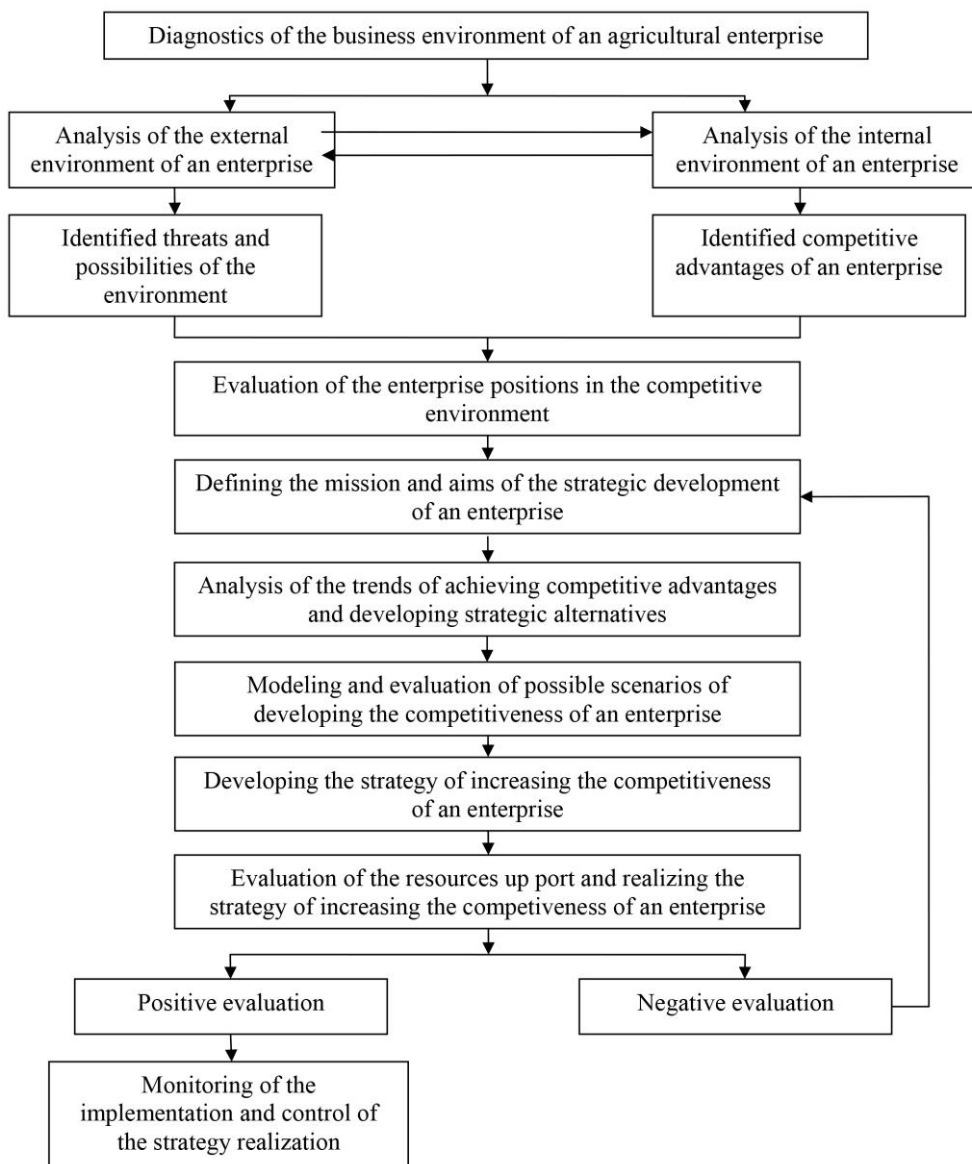 Diagnostics of the business environment of an agricultural enterprise
Analysis of the external
environment of an enterprise
Analysis of the internal
environment of an enterprise
Identified threats and
possibilities of the
environment
Identified competitive
advantages of an enterprise
Evaluation of the enterprise positions in the competitive
environment
Defining the mission and aims of the strategic development
of an enterprise
Analysis of the trends of achieving competitive advantages
and developing strategic alternatives
Modeling and evaluation of possible scenarios of
developing the competitiveness of an enterprise
Developing the strategy of increasing the competitiveness
of an enterprise
Evaluation of the resources up port and realizing the
strategy of increasing the competiveness of an enterprise
Positive evaluation
Negative evaluation
Monitoring of the
implementation and control of
the strategy realization